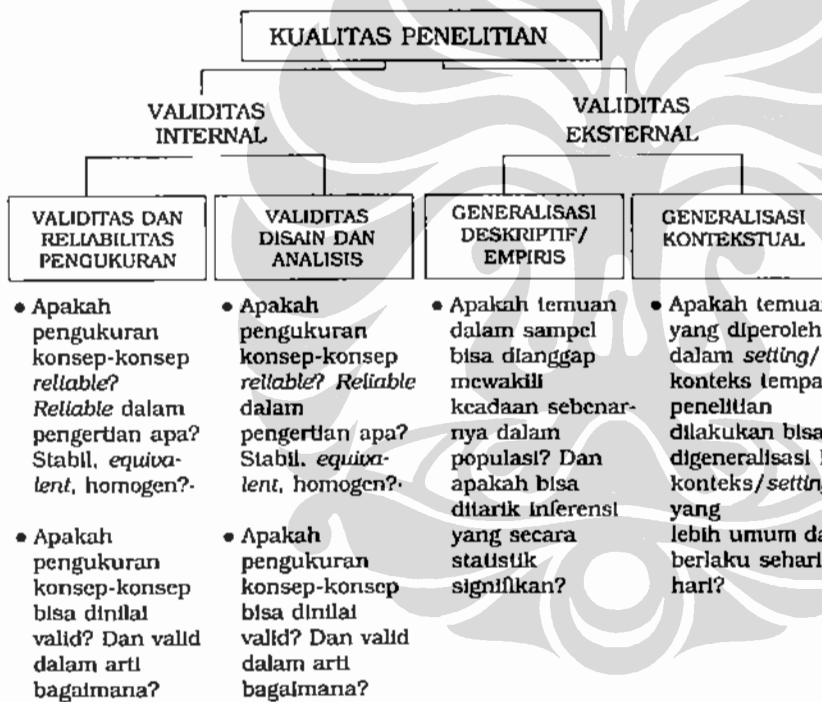 KUALITAS PENELITIAN
VALIDITAS
INTERNAL
VALIDITAS
EKSTERNAL
VALIDITAS DAN
RELIABILITAS
PENGUKURAN
VALIDITAS
DISAIN DAN
ANALISIS
GENERALISASI
DESKRIPTIF/
EMPIRIS
GENERALISASI
KONTEKSTUAL
• Apakah
pengukuran
konsep-konsep
reliable?
Reliable dalam
pengertian apa?
Stabil, equiva-
lent, homogen?
• Apakah
pengukuran
konsep-konsep
bisa dinilai
valid? Dan valid
dalam arti
bagaimana?
• Apakah
pengukuran
konsep-konsep
reliable? Reliable
dalam
pengertian apa?
Stabil, equiva-
lent, homogen?
• Apakah
pengukuran
konsep-konsep
bisa dinilai
valid? Dan valid
dalam arti
bagaimana?
• Apakah temuan
dalam sampel
bisa dianggap
mewakili
keadaan sebenar-
nya dalam
populasi? Dan
apakah bisa
ditarik inferensi
yang secara
statistik
signifikan?
• Apakah
yang diperoleh
dalam setting/
konteks
penelitian
dilakukan bisa
digeneralisasi
konteks/
yang
lebih umum
berlaku
hari?